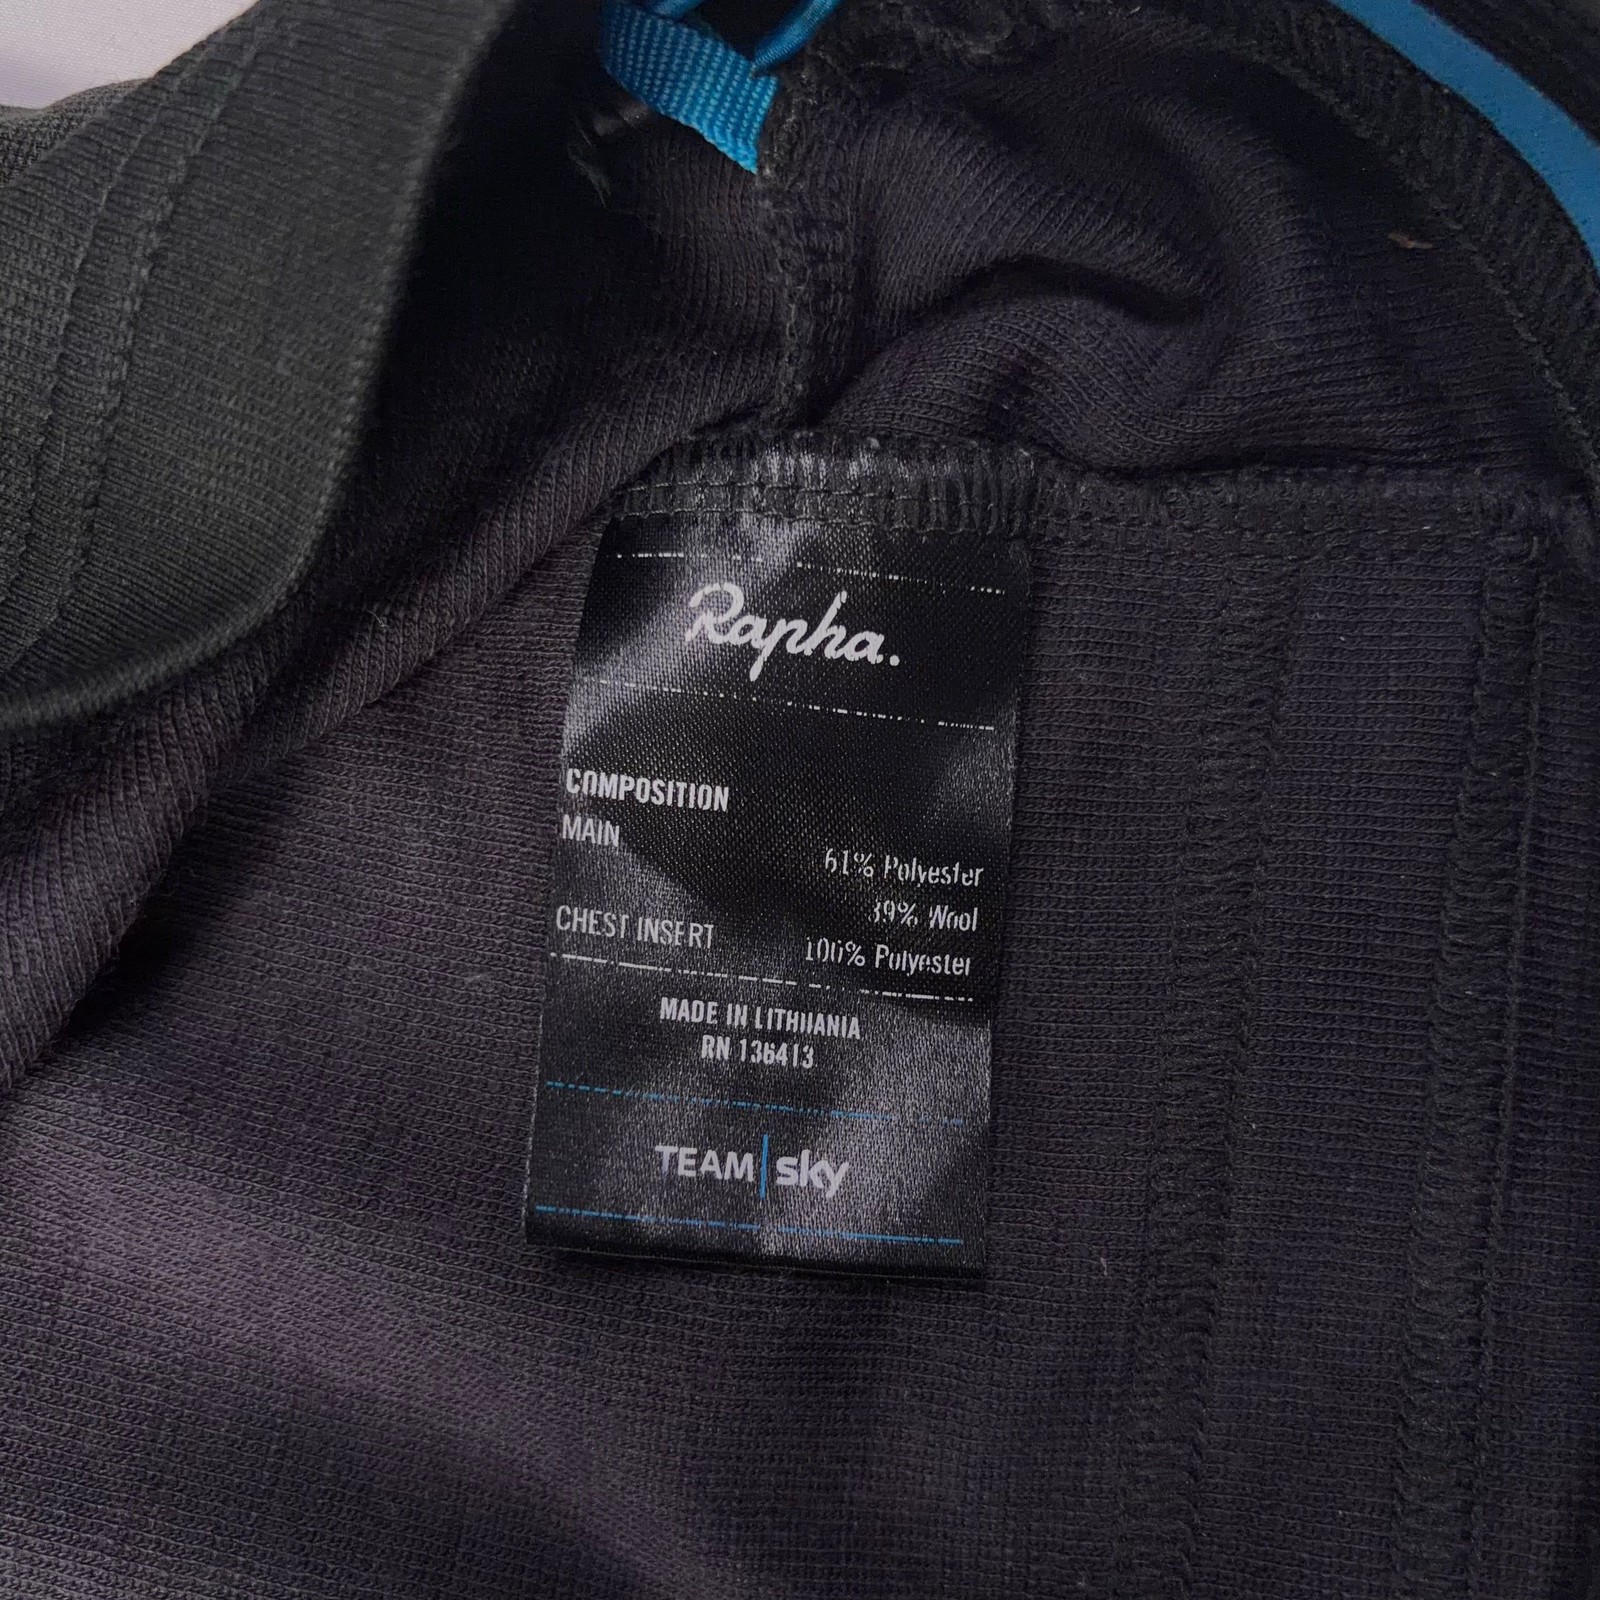 Rapha.
COMPOSITION
MAIN
61% Polyester
39% Wool
CHEST INSERT 100% Polyester
MADE IN LITHUANIA
RN 136413
TEAM sky